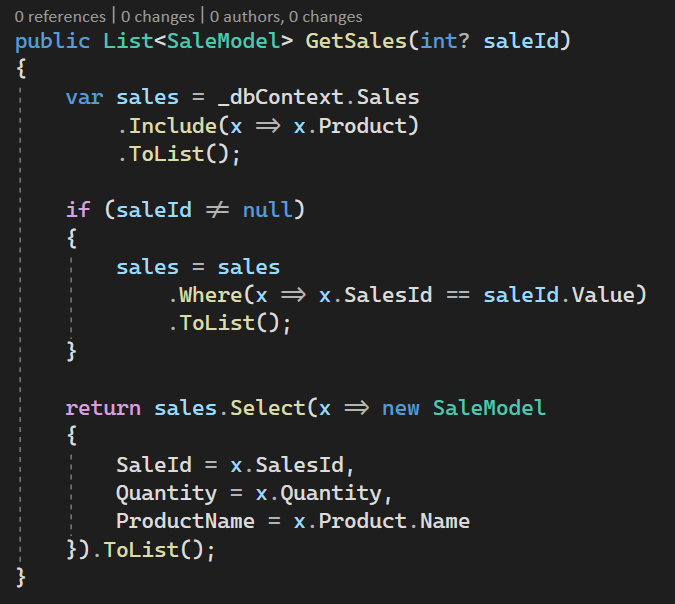 0 references | 0 changes | 0 authors, 0 changes
public List<SaleModel> GetSales(int? saleId)
{
    var sales = _dbContext.Sales
        .Include(x => x.Product)
        .ToList();

    if (saleId != null)
    {
        sales = sales
            .Where(x => x.SalesId == saleId.Value)
            .ToList();
    }

    return sales.Select(x => new SaleModel
    {
        SaleId = x.SalesId,
        Quantity = x.Quantity,
        ProductName = x.Product.Name
    }).ToList();
}